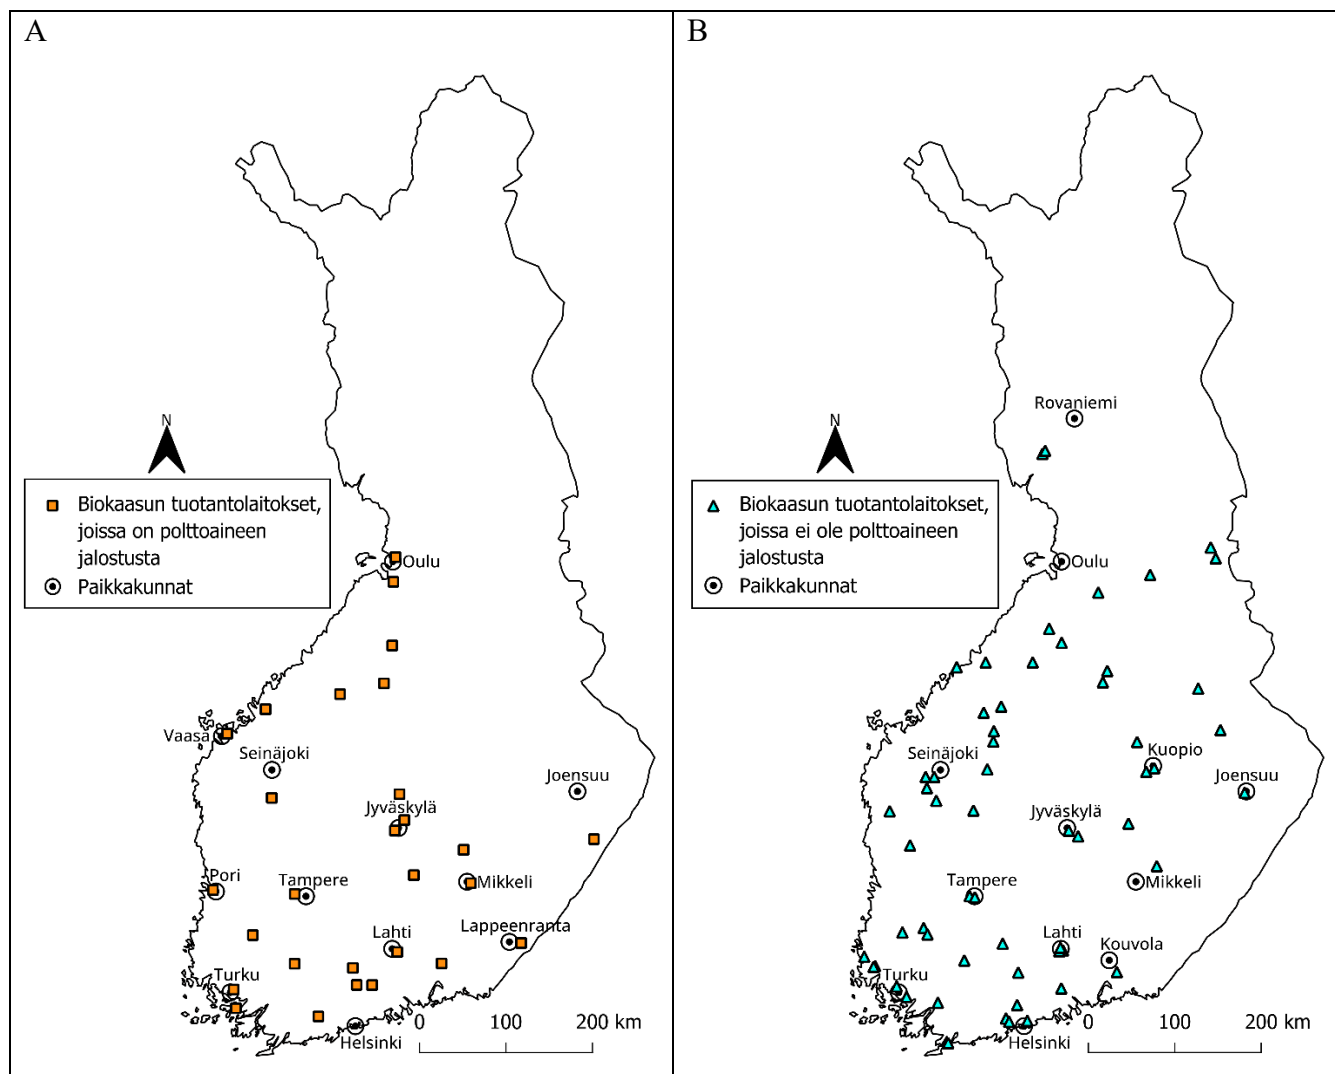 A
N
Biokaasun tuotantolaitokset,
joissa on polttoaineen
jalostusta
Paikkakunnat
Oulu
Vaasa
Seinäjoki
Joensuu
Jyväskylä
Pori
Tampere
Mikkeli
Lahti
Lappeenranta
Turku
Helsinki
0 100 200 km
B
Rovaniemi
N
Biokaasun tuotantolaitokset,
joissa ei ole polttoaineen
jalostusta
Paikkakunnat
Oulu
Seinäjoki
Kuopio
Joensuu
Jyväskylä
Tampere
Mikkeli
Lahti
Kouvola
Turku
Helsinki
0 100 200 km